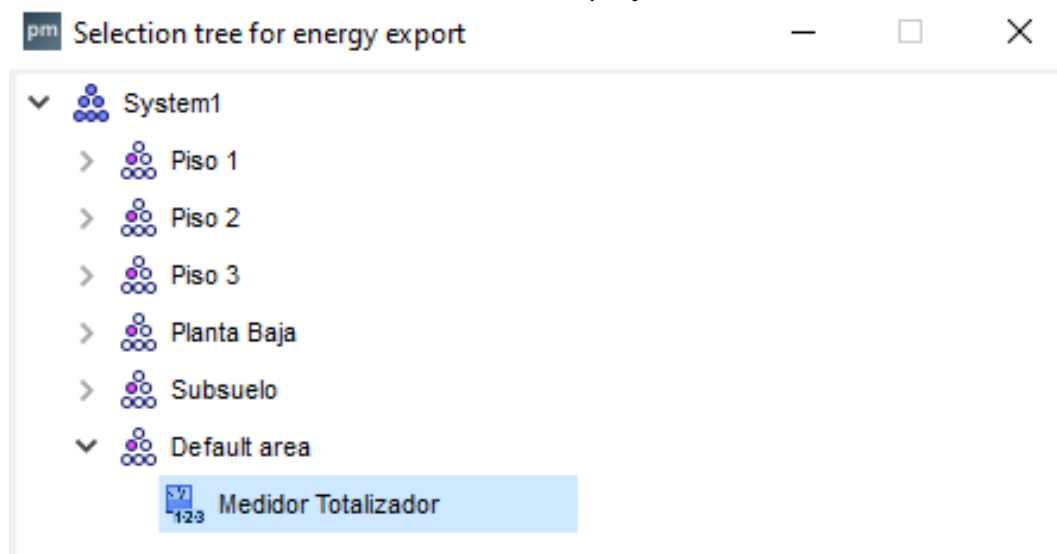 pm Selection tree for energy export
System1
Piso 1
Piso 2
Piso 3
Planta Baja
Subsuelo
Default area
Medidor Totalizador